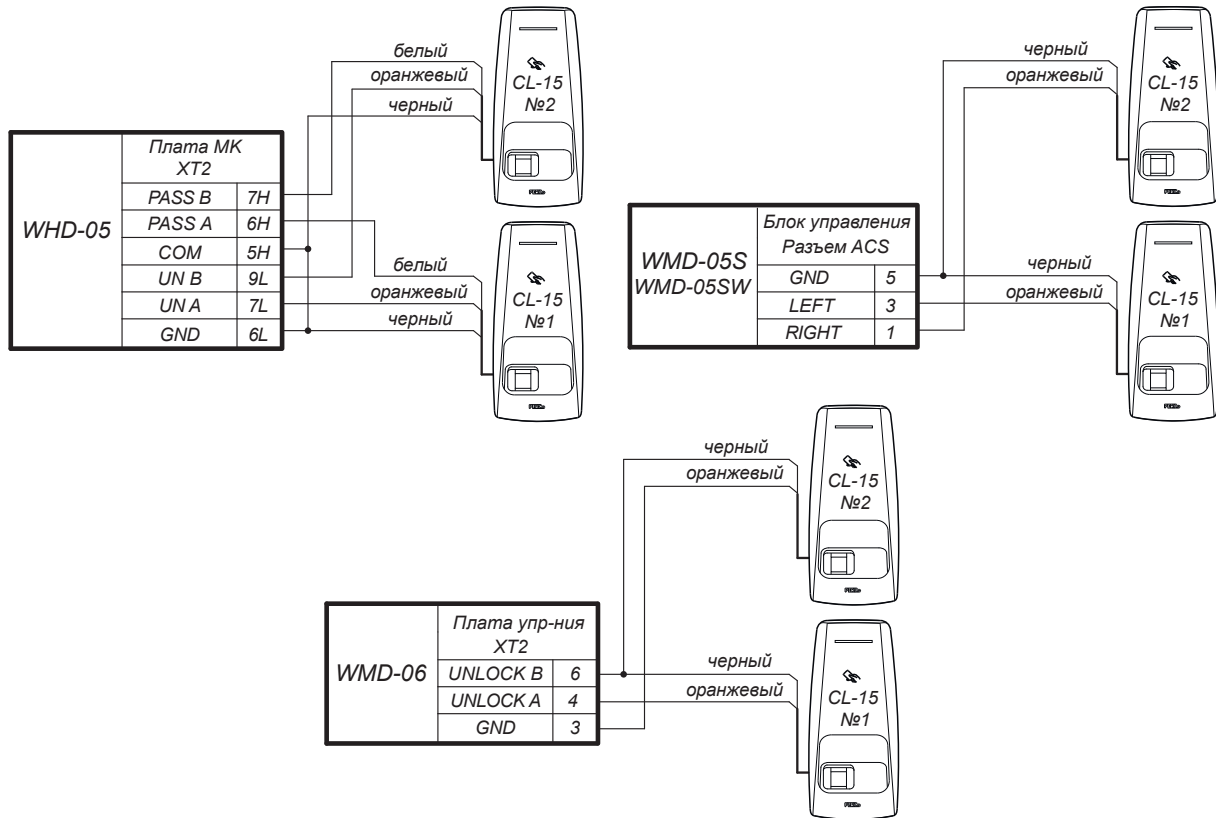 белый
оранжевый
черный
CL-15
№2
WHD-05
Плата МК
XT2
PASS B 7H
PASS A 6H
COM 5H
UN B 9L
UN A 7L
GND 6L
белый
оранжевый
черный
CL-15
№1
черный
оранжевый
CL-15
№2
WMD-05S
WMD-05SW
Блок управления
Разъем ACS
GND 5
LEFT 3
RIGHT 1
черный
оранжевый
CL-15
№1
черный
оранжевый
CL-15
№2
WMD-06
Плата упр-ния
XT2
UNLOCK B 6
UNLOCK A 4
GND 3
черный
оранжевый
CL-15
№1